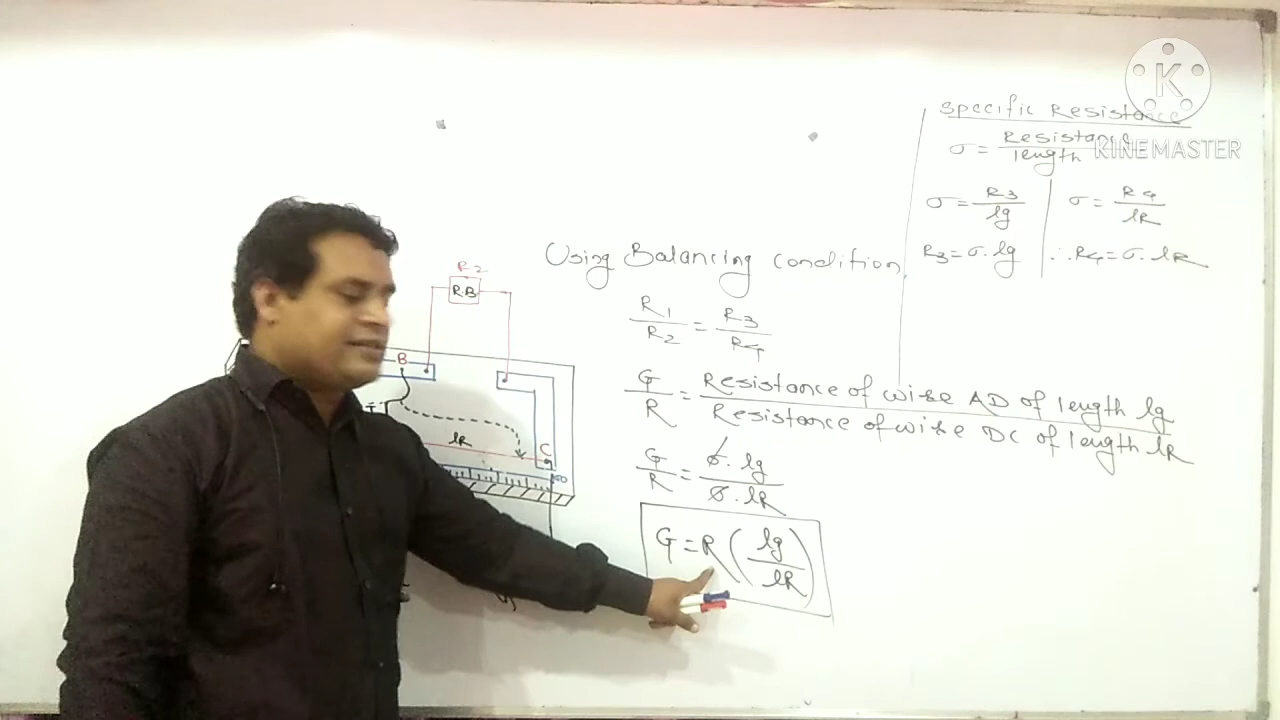 Specific Resistance
σ = Resistance / length
KINEMASTER
K
σ = R3 / lg
σ = R4 / lR
R3 = σ. lg
∴ R4 = σ. lR
Using Balancing condition,
R1 / R2 = R3 / R4
G / R = Resistance of wire AD of length lg / Resistance of wire DC of length lR
G / R = σ. lg / σ. lR
G = R ( lg / lR )
R2
R.B
B
lR
C